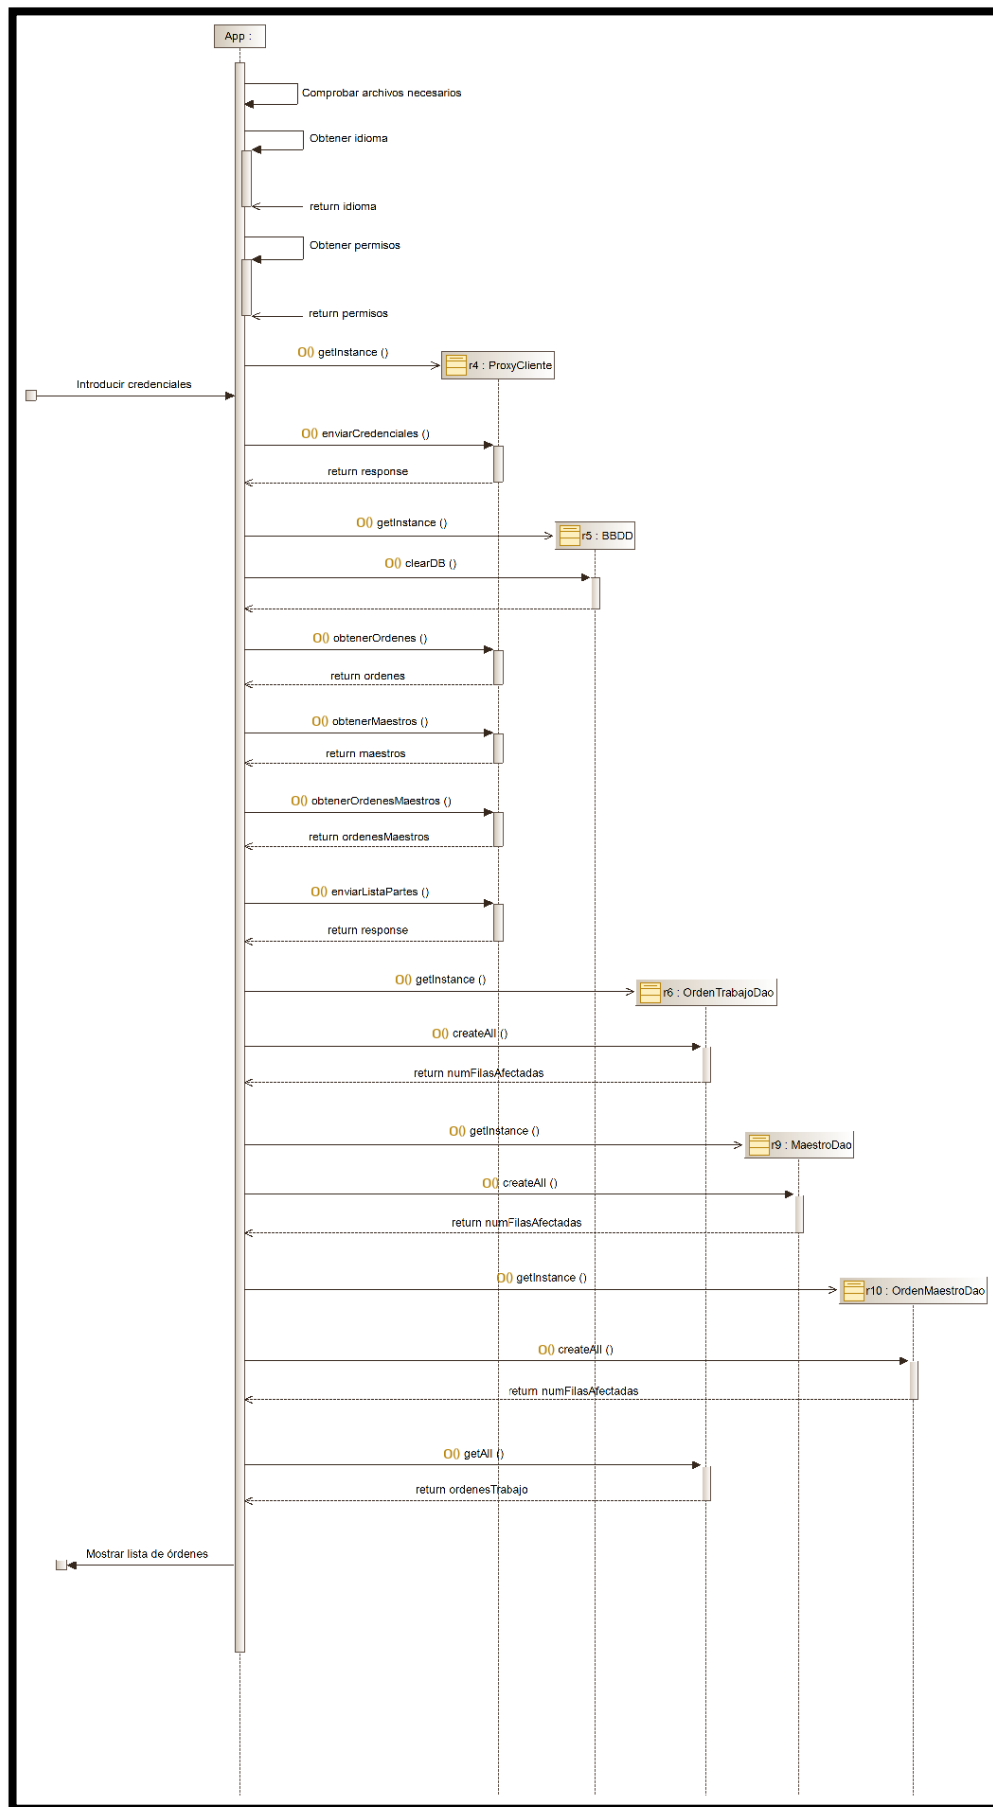 App :
Comprobar archivos necesarios
Obtener idioma
return idioma
Obtener permisos
return permisos
O() getInstance ()
r4 : ProxyCliente
Introducir credenciales
O() enviarCredenciales ()
return response
O() getInstance ()
r5 : BBDD
O() clearDB ()
O() obtenerOrdenes ()
return ordenes
O() obtenerMaestros ()
return maestros
O() obtenerOrdenesMaestros ()
return ordenesMaestros
O() enviarListaPartes ()
return response
O() getInstance ()
r6 : OrdenTrabajoDao
O() createAll ()
return numFilasAfectadas
O() getInstance ()
r9 : MaestroDao
O() createAll ()
return numFilasAfectadas
O() getInstance ()
r10 : OrdenMaestroDao
O() createAll ()
return numFilasAfectadas
O() getAll ()
return ordenesTrabajo
Mostrar lista de órdenes